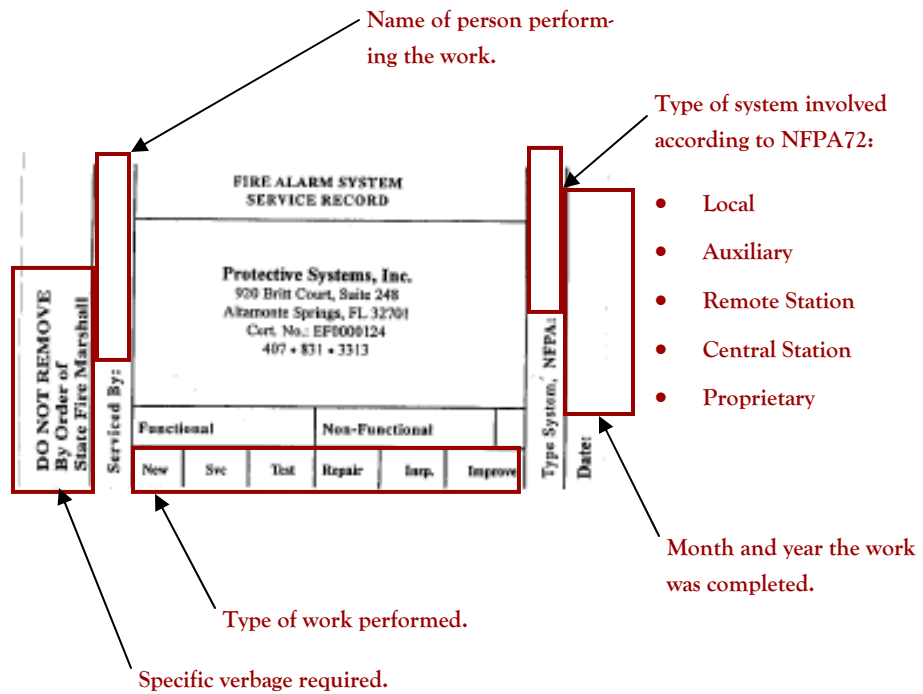 Name of person perform-
ing the work.
Type of system involved
according to NFPA72:
• Local
• Auxiliary
• Remote Station
• Central Station
• Proprietary
FIRE ALARM SYSTEM
SERVICE RECORD
Protective Systems, Inc.
920 Britt Court, Suite 248
Altamonte Springs, FL 32701
Cert. No.: EF0000124
407 • 831 • 3313
Functional Non-Functional
New Svc Test Repair Insp. Improve
DO NOT REMOVE
By Order of
State Fire Marshall
Serviced By:
Type System, NFPA:
Date:
Month and year the work
was completed.
Type of work performed.
Specific verbage required.